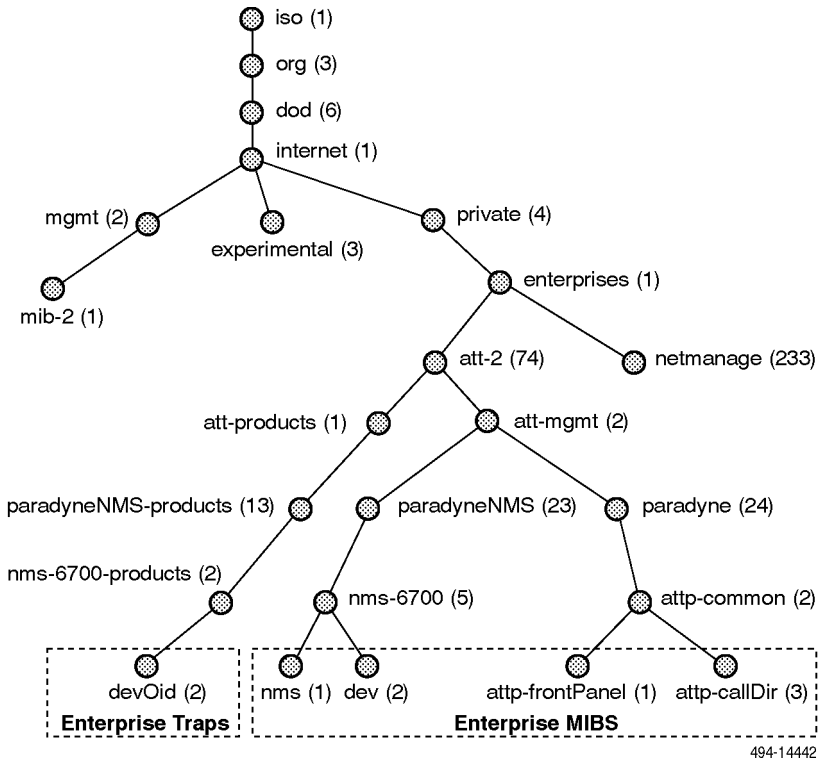 iso (1)
org (3)
dod (6)
internet (1)
mgmt (2)
experimental (3)
private (4)
mib-2 (1)
enterprises (1)
att-2 (74)
netmanage (233)
att-products (1)
att-mgmt (2)
paradyneNMS-products (13)
paradyneNMS (23)
paradyne (24)
nms-6700-products (2)
nms-6700 (5)
attp-common (2)
devOid (2)
nms (1)
dev (2)
attp-frontPanel (1)
attp-callDir (3)
Enterprise Traps
Enterprise MIBS
494-14442